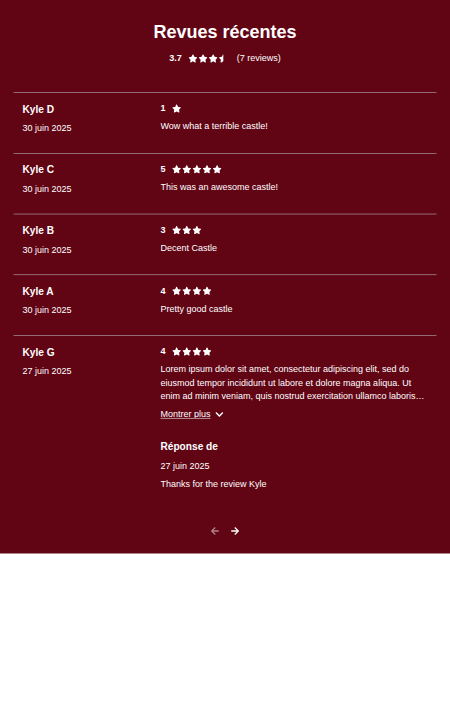 Revues récentes
3.7 (7 reviews)
Kyle D
30 juin 2025
1
Wow what a terrible castle!
Kyle C
30 juin 2025
5
This was an awesome castle!
Kyle B
30 juin 2025
3
Decent Castle
Kyle A
30 juin 2025
4
Pretty good castle
Kyle G
27 juin 2025
4
Lorem ipsum dolor sit amet, consectetur adipiscing elit, sed do
eiusmod tempor incididunt ut labore et dolore magna aliqua. Ut
enim ad minim veniam, quis nostrud exercitation ullamco laboris…
Montrer plus
Réponse de
27 juin 2025
Thanks for the review Kyle